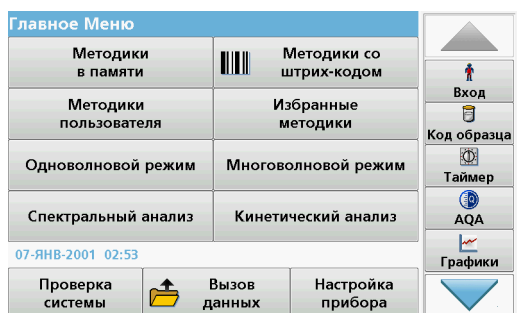 Главное Меню
Методики
в памяти
Методики со
штрих-кодом
Методики
пользователя
Избранные
методики
Одноволновой режим
Многоволновой режим
Спектральный анализ
Кинетический анализ
07-ЯНВ-2001 02:53
Проверка
системы
Вызов
данных
Настройка
прибора
Вход
Код образца
Таймер
AQA
Графики